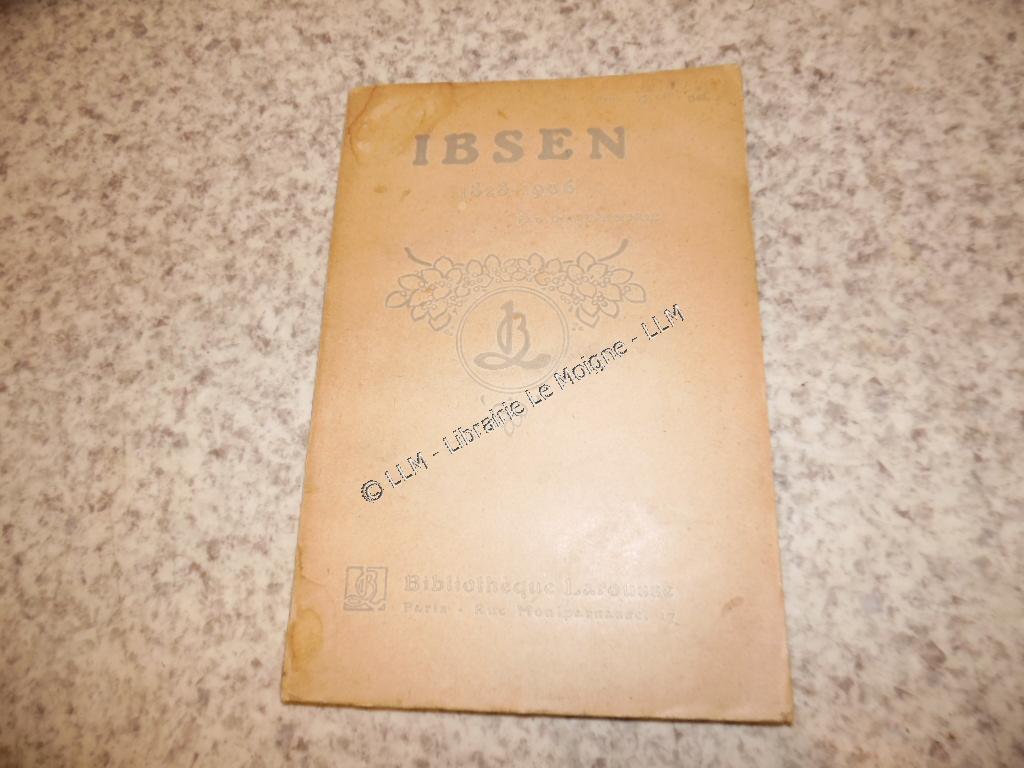 IBSEN
1828-1906
© LLM - Librairie Le Moigne - LLM
Bibliothèque Larousse
Paris - Rue Montparnasse, 17